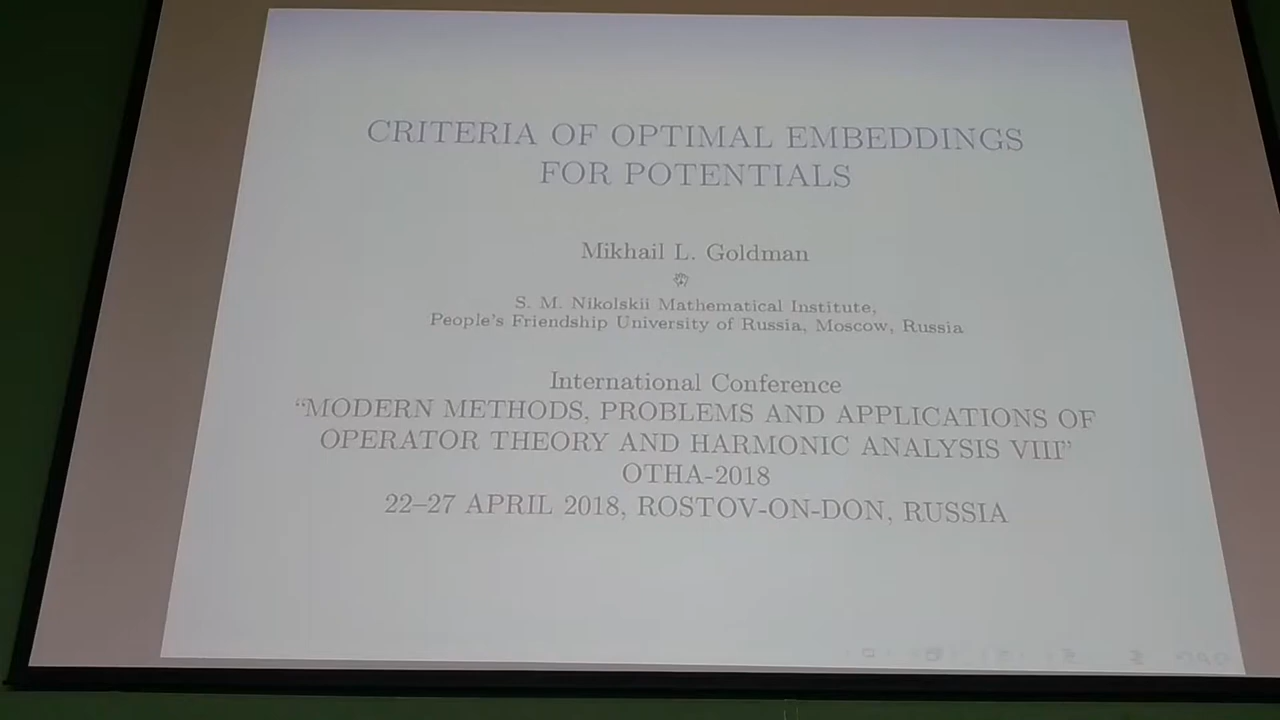 CRITERIA OF OPTIMAL EMBEDDINGS
FOR POTENTIALS
Mikhail L. Goldman
S. M. Nikolskii Mathematical Institute,
People's Friendship University of Russia, Moscow, Russia
International Conference
“MODERN METHODS, PROBLEMS AND APPLICATIONS OF
OPERATOR THEORY AND HARMONIC ANALYSIS VIII”
OTHA-2018
22–27 APRIL 2018, ROSTOV-ON-DON, RUSSIA